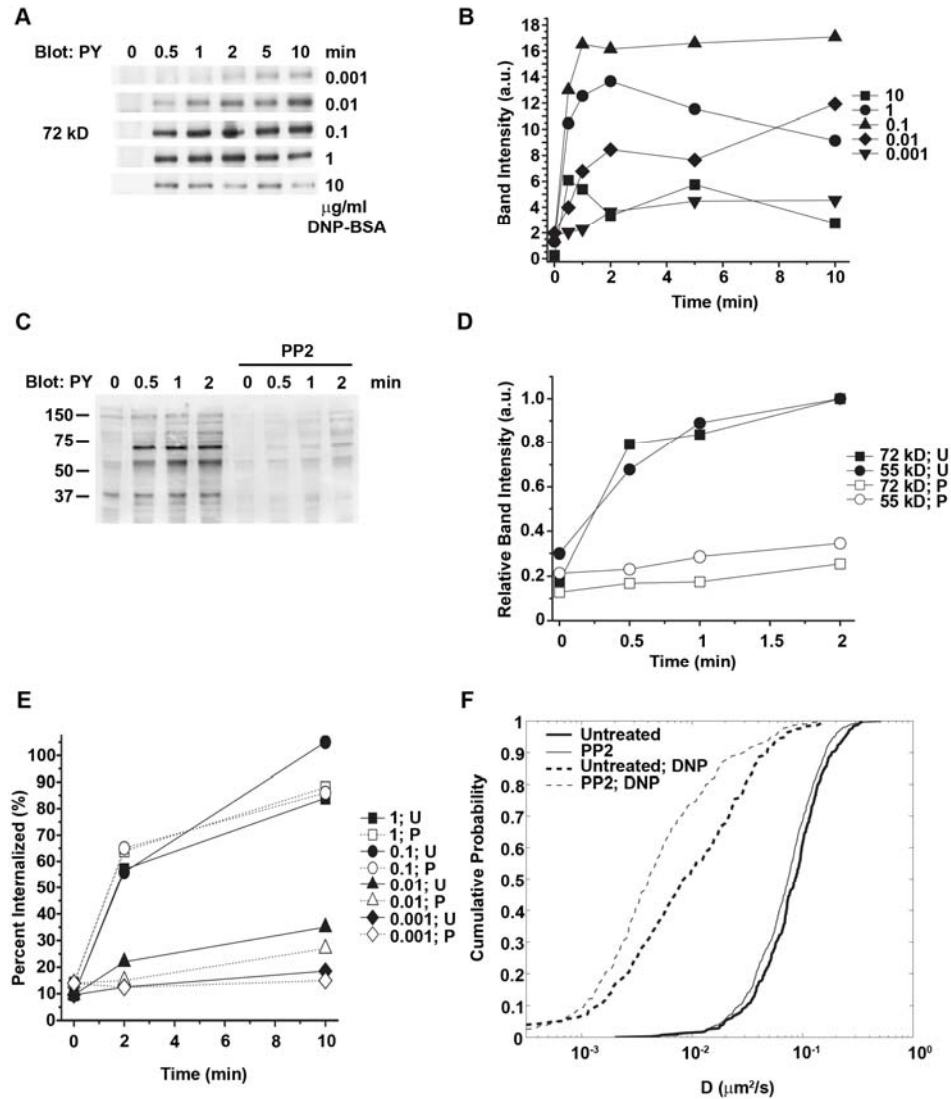 A
Blot: PY 0 0.5 1 2 5 10 min
0.001
0.01
72 kD 0.1
1
10
μg/ml
DNP-BSA
B
Band Intensity (a.u.)
18
16
14
12
10
8
6
4
2
0
0 2 4 6 8 10
Time (min)
10
1
0.1
0.01
0.001
C
PP2
Blot: PY 0 0.5 1 2 0 0.5 1 2 min
150
75
50
37
D
Relative Band Intensity (a.u.)
1.0
0.8
0.6
0.4
0.2
0
0 0.5 1 1.5 2
Time (min)
72 kD; U
55 kD; U
72 kD; P
55 kD; P
E
Percent Internalized (%)
100
90
80
70
60
50
40
30
20
10
0
0 2 4 6 8 10
Time (min)
1; U
1; P
0.1; U
0.1; P
0.01; U
0.01; P
0.001; U
0.001; P
F
Cumulative Probability
1
0.9
0.8
0.7
0.6
0.5
0.4
0.3
0.2
0.1
0
Untreated
PP2
Untreated; DNP
PP2; DNP
10⁻³ 10⁻² 10⁻¹ 10⁰
D (μm²/s)